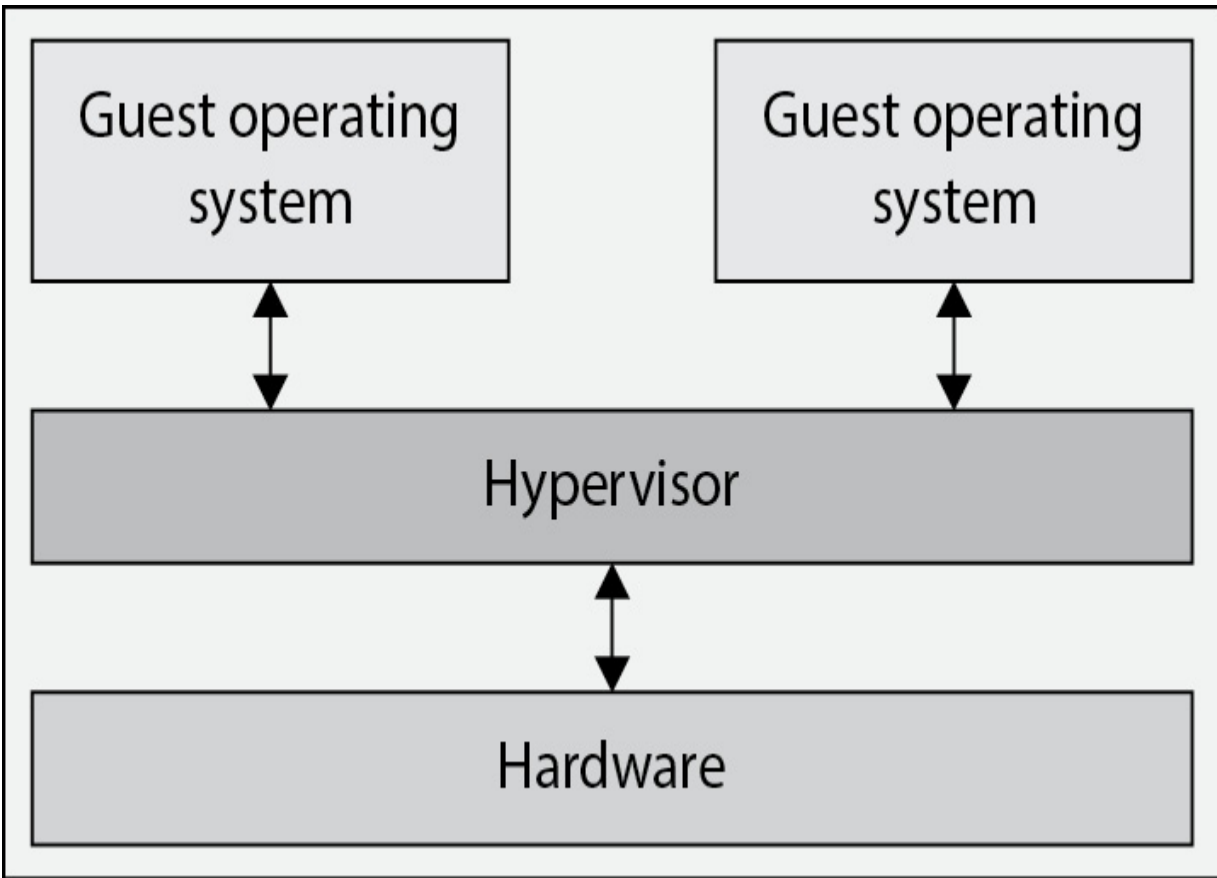 Guest operating
system
Guest operating
system
Hypervisor
Hardware